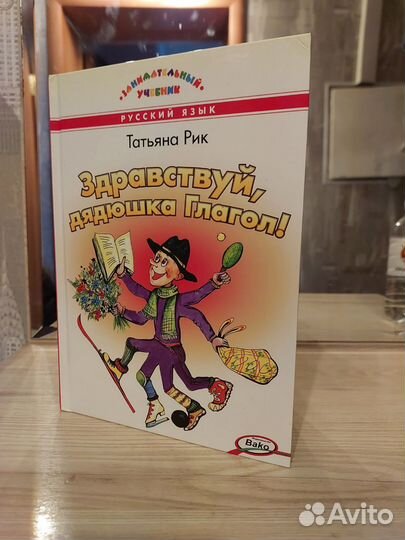 ЗАНИМАТЕЛЬНЫЙ
УЧЕБНИК
РУССКИЙ ЯЗЫК
Татьяна Рик
Здравствуй,
дядюшка Глагол!
Вако
Avito